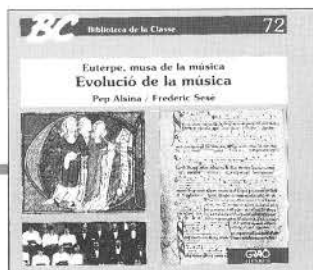 BC Biblioteca de la Classe 72
Euterpe, musa de la música
Evolució de la música
Pep Alsina / Frederic Sesé
GRAÓ